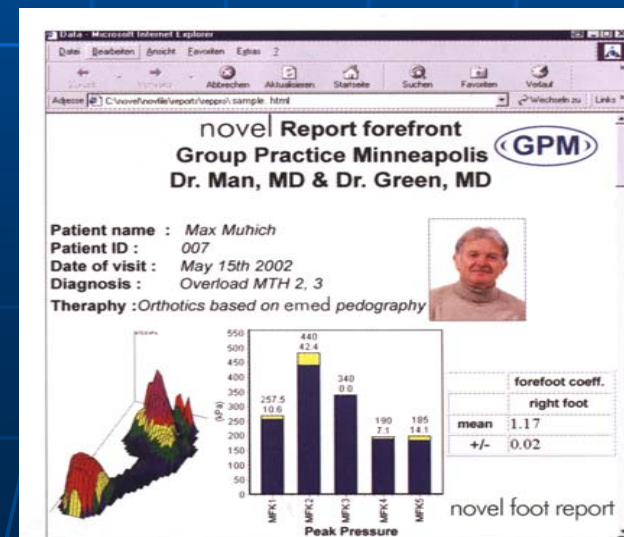 Data - Microsoft Internet Explorer
Datei Bearbeiten Ansicht Favoriten Extras ?
Zurück Vorwärts Abbrechen Aktualisieren Startseite Suchen Favoriten Verlauf
Adresse C:\novel\novfile\reports\reppro\sample. html Wechseln zu Links
novel Report forefront
Group Practice Minneapolis
GPM
Dr. Man, MD & Dr. Green, MD
Patient name : Max Muhich
Patient ID : 007
Date of visit : May 15th 2002
Diagnosis : Overload MTH 2, 3
Theraphy :Orthotics based on emed pedography
(kPa)
550
500
450
400
350
300
250
200
150
100
50
0
257.5
10.6
440
42.4
340
0.0
190
7.1
185
14.1
MFK1 MFK2 MFK3 MFK4 MFK5
Peak Pressure
forefoot coeff.
right foot
mean 1.17
+/- 0.02
novel foot report